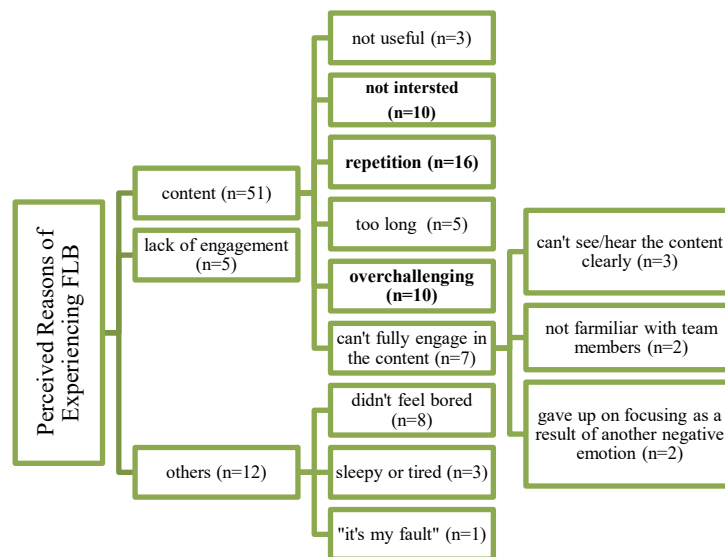 Perceived Reasons of
Experiencing FLB
content (n=51)
lack of engagement
(n=5)
others (n=12)
not useful (n=3)
not intersted
(n=10)
repetition (n=16)
too long (n=5)
overchallenging
(n=10)
can't fully engage in
the content (n=7)
didn't feel bored
(n=8)
sleepy or tired (n=3)
"it's my fault" (n=1)
can't see/hear the content
clearly (n=3)
not farmiliar with team
members (n=2)
gave up on focusing as a
result of another negative
emotion (n=2)